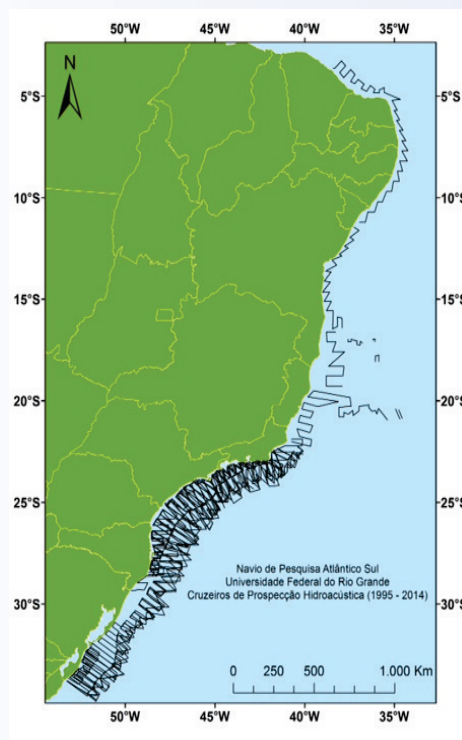 50°W 45°W 40°W 35°W
N
5°S 5°S
10°S 10°S
15°S 15°S
20°S 20°S
25°S 25°S
Navio de Pesquisa Atlântico Sul
Universidade Federal do Rio Grande
Cruzeiros de Prospecção Hidroacústica (1995 - 2014)
30°S 30°S
0 250 500 1.000 Km
50°W 45°W 40°W 35°W